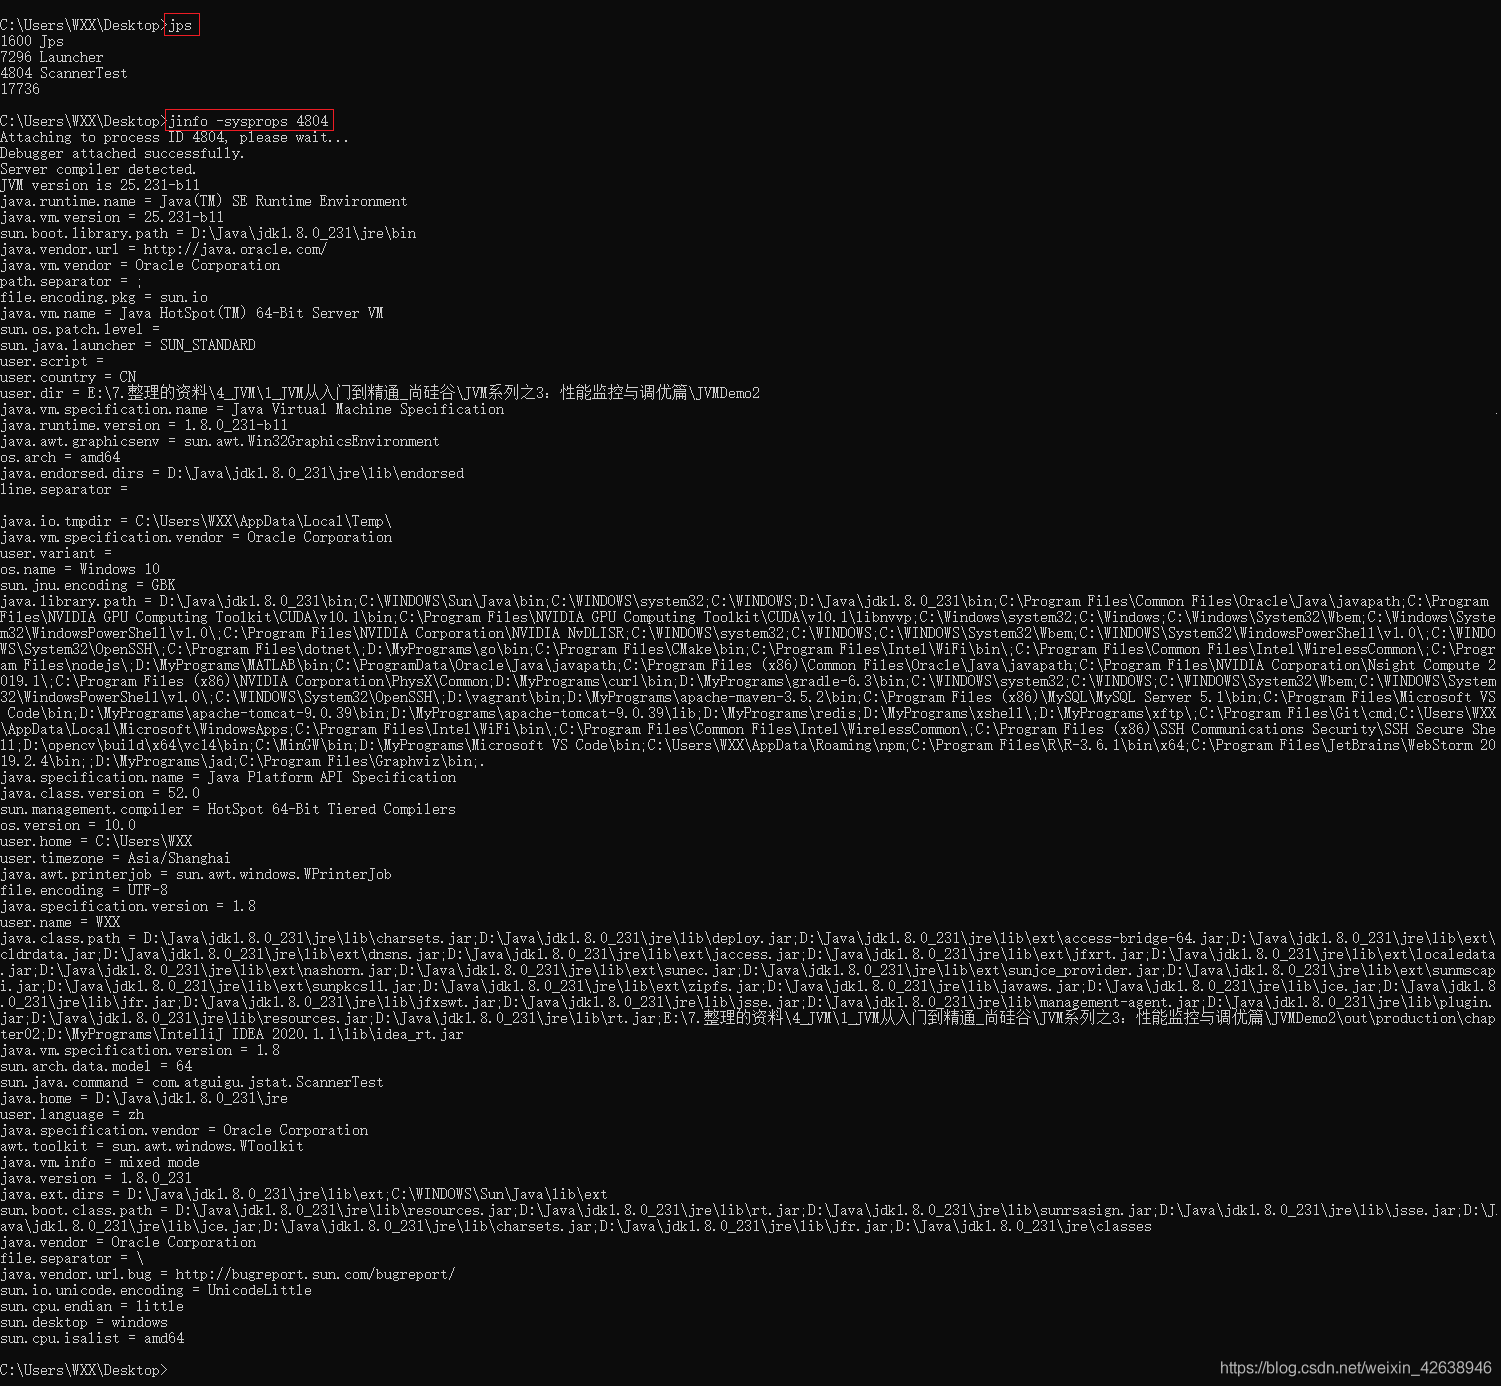 C:\Users\WXX\Desktop>jps
1600 Jps
7296 Launcher
4804 ScannerTest
17736
C:\Users\WXX\Desktop>jinfo -sysprops 4804
Attaching to process ID 4804, please wait...
Debugger attached successfully.
Server compiler detected.
JVM version is 25.231-b11
java.runtime.name = Java(TM) SE Runtime Environment
java.vm.version = 25.231-b11
sun.boot.library.path = D:\Java\jdk1.8.0_231\jre\bin
java.vendor.url = http://java.oracle.com/
java.vm.vendor = Oracle Corporation
path.separator = ;
file.encoding.pkg = sun.io
java.vm.name = Java HotSpot(TM) 64-Bit Server VM
sun.os.patch.level =
sun.java.launcher = SUN_STANDARD
user.script =
user.country = CN
user.dir = E:\7.整理的资料\4_JVM\1_JVM从入门到精通_尚硅谷\JVM系列之3：性能监控与调优篇\JVMDemo2
java.vm.specification.name = Java Virtual Machine Specification
java.runtime.version = 1.8.0_231-b11
java.awt.graphicsenv = sun.awt.Win32GraphicsEnvironment
os.arch = amd64
java.endorsed.dirs = D:\Java\jdk1.8.0_231\jre\lib\endorsed
line.separator =
java.io.tmpdir = C:\Users\WXX\AppData\Local\Temp\
java.vm.specification.vendor = Oracle Corporation
user.variant =
os.name = Windows 10
sun.jnu.encoding = GBK
java.library.path = D:\Java\jdk1.8.0_231\bin;C:\WINDOWS\Sun\Java\bin;C:\WINDOWS\system32;C:\WINDOWS;D:\Java\jdk1.8.0_231\bin;C:\Program Files\Common Files\Oracle\Java\javapath;C:\Program
Files\NVIDIA GPU Computing Toolkit\CUDA\v10.1\bin;C:\Program Files\NVIDIA GPU Computing Toolkit\CUDA\v10.1\libnvvp;C:\Windows\system32;C:\Windows;C:\Windows\System32\Wbem;C:\Windows\Syste
m32\WindowsPowerShell\v1.0\;C:\Program Files\NVIDIA Corporation\NVIDIA NvDLISR;C:\WINDOWS\system32;C:\WINDOWS;C:\WINDOWS\System32\Wbem;C:\WINDOWS\System32\WindowsPowerShell\v1.0\;C:\WINDO
WS\System32\OpenSSH\;C:\Program Files\dotnet\;D:\MyPrograms\go\bin;C:\Program Files\CMake\bin;C:\Program Files\Intel\WiFi\bin\;C:\Program Files\Common Files\Intel\WirelessCommon\;C:\Progr
am Files\nodejs\;D:\MyPrograms\MATLAB\bin;C:\ProgramData\Oracle\Java\javapath;C:\Program Files (x86)\Common Files\Oracle\Java\javapath;C:\Program Files\NVIDIA Corporation\Nsight Compute 2
019.1\;C:\Program Files (x86)\NVIDIA Corporation\PhysX\Common;D:\MyPrograms\curl\bin;D:\MyPrograms\gradle-6.3\bin;C:\WINDOWS\system32;C:\WINDOWS;C:\WINDOWS\System32\Wbem;C:\WINDOWS\System
32\WindowsPowerShell\v1.0\;C:\WINDOWS\System32\OpenSSH\;D:\vagrant\bin;D:\MyPrograms\apache-maven-3.5.2\bin;C:\Program Files (x86)\MySQL\MySQL Server 5.1\bin;C:\Program Files\Microsoft VS
Code\bin;D:\MyPrograms\apache-tomcat-9.0.39\bin;D:\MyPrograms\apache-tomcat-9.0.39\lib;D:\MyPrograms\redis;D:\MyPrograms\xshell\;D:\MyPrograms\xftp\;C:\Program Files\Git\cmd;C:\Users\WXX
\AppData\Local\Microsoft\WindowsApps;C:\Program Files\Intel\WiFi\bin\;C:\Program Files\Common Files\Intel\WirelessCommon\;C:\Program Files (x86)\SSH Communications Security\SSH Secure She
ll;D:\opencv\build\x64\vc14\bin;C:\MinGW\bin;D:\MyPrograms\Microsoft VS Code\bin;C:\Users\WXX\AppData\Roaming\npm;C:\Program Files\R\R-3.6.1\bin\x64;C:\Program Files\JetBrains\WebStorm 20
19.2.4\bin;;D:\MyPrograms\jad;C:\Program Files\Graphviz\bin;.
java.specification.name = Java Platform API Specification
java.class.version = 52.0
sun.management.compiler = HotSpot 64-Bit Tiered Compilers
os.version = 10.0
user.home = C:\Users\WXX
user.timezone = Asia/Shanghai
java.awt.printerjob = sun.awt.windows.WPrinterJob
file.encoding = UTF-8
java.specification.version = 1.8
user.name = WXX
java.class.path = D:\Java\jdk1.8.0_231\jre\lib\charsets.jar;D:\Java\jdk1.8.0_231\jre\lib\deploy.jar;D:\Java\jdk1.8.0_231\jre\lib\ext\access-bridge-64.jar;D:\Java\jdk1.8.0_231\jre\lib\ext\
cldrdata.jar;D:\Java\jdk1.8.0_231\jre\lib\ext\dnsns.jar;D:\Java\jdk1.8.0_231\jre\lib\ext\jaccess.jar;D:\Java\jdk1.8.0_231\jre\lib\ext\jfxrt.jar;D:\Java\jdk1.8.0_231\jre\lib\ext\localedata
.jar;D:\Java\jdk1.8.0_231\jre\lib\ext\nashorn.jar;D:\Java\jdk1.8.0_231\jre\lib\ext\sunec.jar;D:\Java\jdk1.8.0_231\jre\lib\ext\sunjce_provider.jar;D:\Java\jdk1.8.0_231\jre\lib\ext\sunmscap
i.jar;D:\Java\jdk1.8.0_231\jre\lib\ext\sunpkcs11.jar;D:\Java\jdk1.8.0_231\jre\lib\ext\zipfs.jar;D:\Java\jdk1.8.0_231\jre\lib\javaws.jar;D:\Java\jdk1.8.0_231\jre\lib\jce.jar;D:\Java\jdk1.8
.0_231\jre\lib\jfr.jar;D:\Java\jdk1.8.0_231\jre\lib\jfxswt.jar;D:\Java\jdk1.8.0_231\jre\lib\jsse.jar;D:\Java\jdk1.8.0_231\jre\lib\management-agent.jar;D:\Java\jdk1.8.0_231\jre\lib\plugin.
jar;D:\Java\jdk1.8.0_231\jre\lib\resources.jar;D:\Java\jdk1.8.0_231\jre\lib\rt.jar;E:\7.整理的资料\4_JVM\1_JVM从入门到精通_尚硅谷\JVM系列之3：性能监控与调优篇\JVMDemo2\out\production\chap
ter02;D:\MyPrograms\IntelliJ IDEA 2020.1.1\lib\idea_rt.jar
java.vm.specification.version = 1.8
sun.arch.data.model = 64
sun.java.command = com.atguigu.jstat.ScannerTest
java.home = D:\Java\jdk1.8.0_231\jre
user.language = zh
java.specification.vendor = Oracle Corporation
awt.toolkit = sun.awt.windows.WToolkit
java.vm.info = mixed mode
java.version = 1.8.0_231
java.ext.dirs = D:\Java\jdk1.8.0_231\jre\lib\ext;C:\WINDOWS\Sun\Java\lib\ext
sun.boot.class.path = D:\Java\jdk1.8.0_231\jre\lib\resources.jar;D:\Java\jdk1.8.0_231\jre\lib\rt.jar;D:\Java\jdk1.8.0_231\jre\lib\sunrsasign.jar;D:\Java\jdk1.8.0_231\jre\lib\jsse.jar;D:\J
ava\jdk1.8.0_231\jre\lib\jce.jar;D:\Java\jdk1.8.0_231\jre\lib\charsets.jar;D:\Java\jdk1.8.0_231\jre\lib\jfr.jar;D:\Java\jdk1.8.0_231\jre\classes
java.vendor = Oracle Corporation
file.separator = \
java.vendor.url.bug = http://bugreport.sun.com/bugreport/
sun.io.unicode.encoding = UnicodeLittle
sun.cpu.endian = little
sun.desktop = windows
sun.cpu.isalist = amd64
C:\Users\WXX\Desktop>
https://blog.csdn.net/weixin_42638946